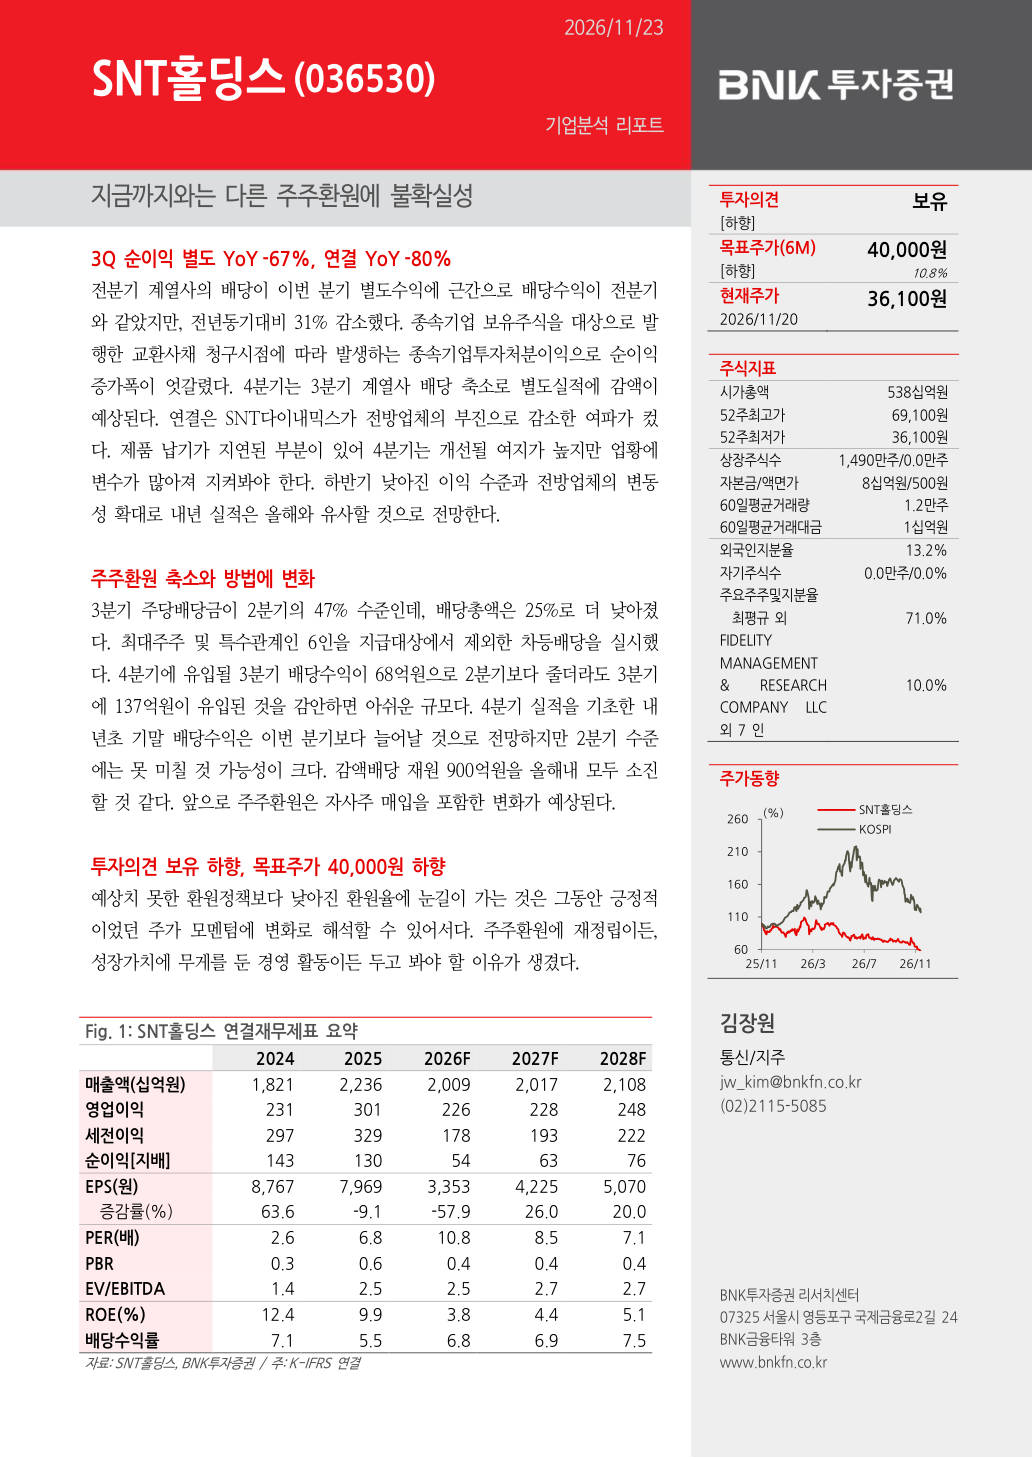 2026/11/23
SNT홀딩스 (036530)
기업분석 리포트
BNK 투자증권
지금까지와는 다른 주주환원에 불확실성
3Q 순이익 별도 YoY -67%, 연결 YoY -80%
전분기 계열사의 배당이 이번 분기 별도수익에 근간으로 배당수익이 전분기
와 같았지만, 전년동기대비 31% 감소했다. 종속기업 보유주식을 대상으로 발
행한 교환사채 청구시점에 따라 발생하는 종속기업투자처분이익으로 순이익
증가폭이 엇갈렸다. 4분기는 3분기 계열사 배당 축소로 별도실적에 감액이
예상된다. 연결은 SNT다이내믹스가 전방업체의 부진으로 감소한 여파가 컸
다. 제품 납기가 지연된 부분이 있어 4분기는 개선될 여지가 높지만 업황에
변수가 많아져 지켜봐야 한다. 하반기 낮아진 이익 수준과 전방업체의 변동
성 확대로 내년 실적은 올해와 유사할 것으로 전망한다.
주주환원 축소와 방법에 변화
3분기 주당배당금이 2분기의 47% 수준인데, 배당총액은 25%로 더 낮아졌
다. 최대주주 및 특수관계인 6인을 지급대상에서 제외한 차등배당을 실시했
다. 4분기에 유입될 3분기 배당수익이 68억원으로 2분기보다 줄더라도 3분기
에 137억원이 유입된 것을 감안하면 아쉬운 규모다. 4분기 실적을 기초한 내
년초 기말 배당수익은 이번 분기보다 늘어날 것으로 전망하지만 2분기 수준
에는 못 미칠 것 가능성이 크다. 감액배당 재원 900억원을 올해내 모두 소진
할 것 같다. 앞으로 주주환원은 자사주 매입을 포함한 변화가 예상된다.
투자의견 보유 하향, 목표주가 40,000원 하향
예상치 못한 환원정책보다 낮아진 환원율에 눈길이 가는 것은 그동안 긍정적
이었던 주가 모멘텀에 변화로 해석할 수 있어서다. 주주환원에 재정립이든,
성장가치에 무게를 둔 경영 활동이든 두고 봐야 할 이유가 생겼다.
Fig. 1: SNT홀딩스 연결재무제표 요약
2024 2025 2026F 2027F 2028F
매출액(십억원) 1,821 2,236 2,009 2,017 2,108
영업이익 231 301 226 228 248
세전이익 297 329 178 193 222
순이익[지배] 143 130 54 63 76
EPS(원) 8,767 7,969 3,353 4,225 5,070
증감률(%) 63.6 -9.1 -57.9 26.0 20.0
PER(배) 2.6 6.8 10.8 8.5 7.1
PBR 0.3 0.6 0.4 0.4 0.4
EV/EBITDA 1.4 2.5 2.5 2.7 2.7
ROE(%) 12.4 9.9 3.8 4.4 5.1
배당수익률 7.1 5.5 6.8 6.9 7.5
자료: SNT홀딩스, BNK투자증권 / 주: K-IFRS 연결
투자의견 보유
[하향]
목표주가(6M) 40,000원
[하향] 10.8%
현재주가 36,100원
2026/11/20
주식지표
시가총액 538십억원
52주최고가 69,100원
52주최저가 36,100원
상장주식수 1,490만주/0.0만주
자본금/액면가 8십억원/500원
60일평균거래량 1.2만주
60일평균거래대금 1십억원
외국인지분율 13.2%
자기주식수 0.0만주/0.0%
주요주주및지분율
최평규 외 71.0%
FIDELITY
MANAGEMENT
& RESEARCH 10.0%
COMPANY LLC
외 7 인
주가동향
(%)
SNT홀딩스
KOSPI
260
210
160
110
60
25/11 26/3 26/7 26/11
김장원
통신/지주
jw_kim@bnkfn.co.kr
(02)2115-5085
BNK투자증권 리서치센터
07325 서울시 영등포구 국제금융로2길 24
BNK금융타워 3층
www.bnkfn.co.kr